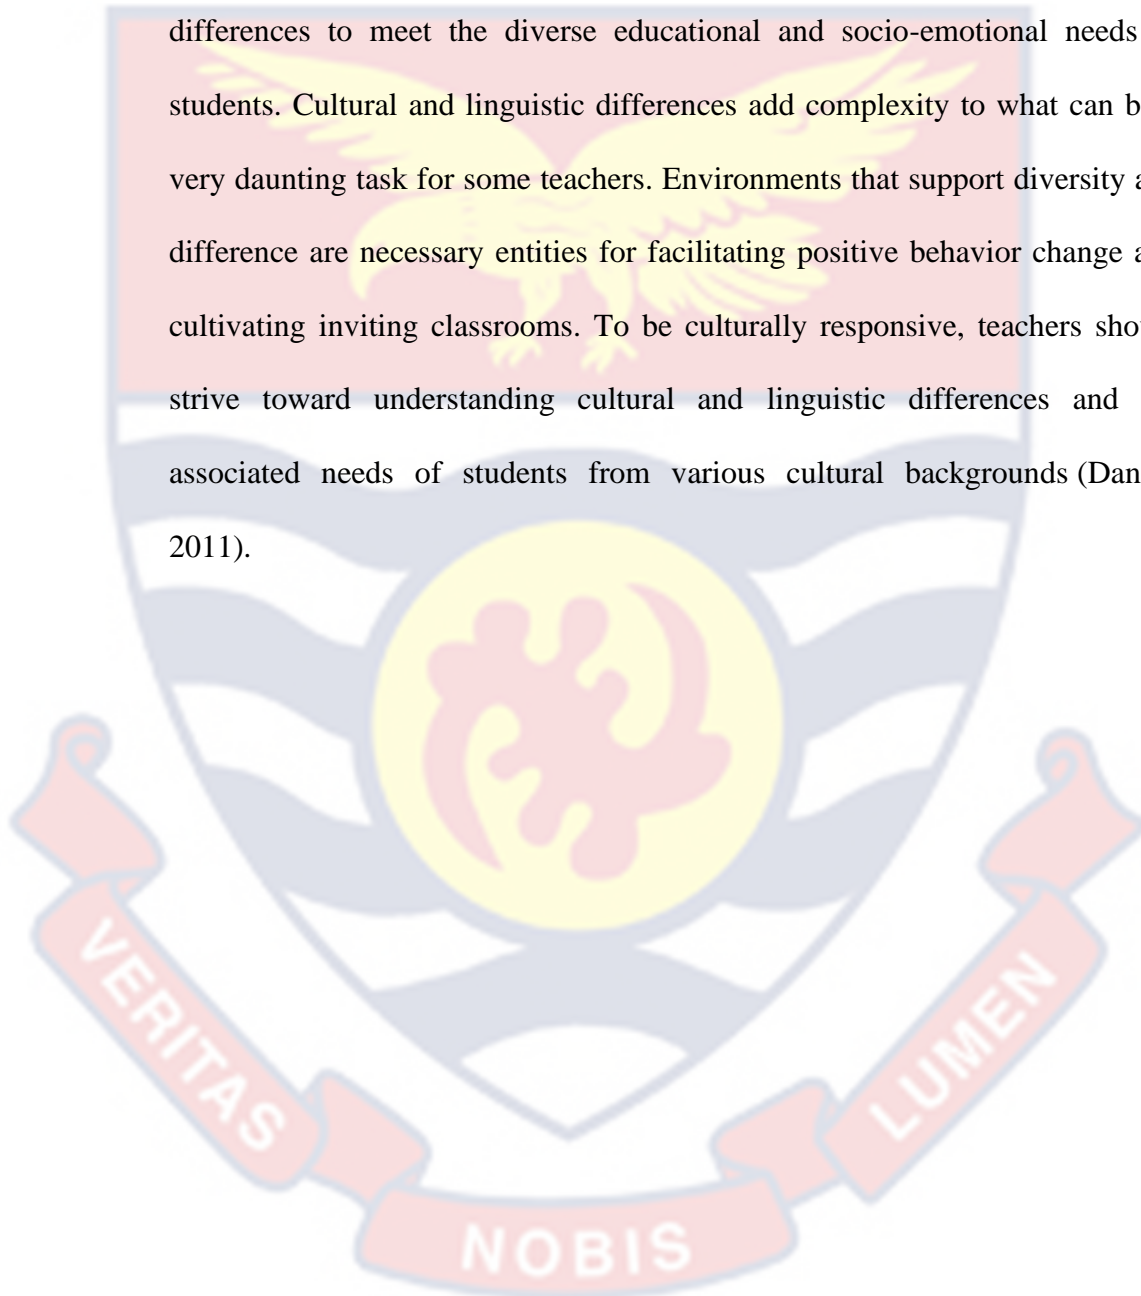 differences to meet the diverse educational and socio-emotional needs
students. Cultural and linguistic differences add complexity to what can b
very daunting task for some teachers. Environments that support diversity a
difference are necessary entities for facilitating positive behavior change a
cultivating inviting classrooms. To be culturally responsive, teachers shou
strive toward understanding cultural and linguistic differences and
associated needs of students from various cultural backgrounds (Dan
2011).
VERITAS
NOBIS
LUMEN